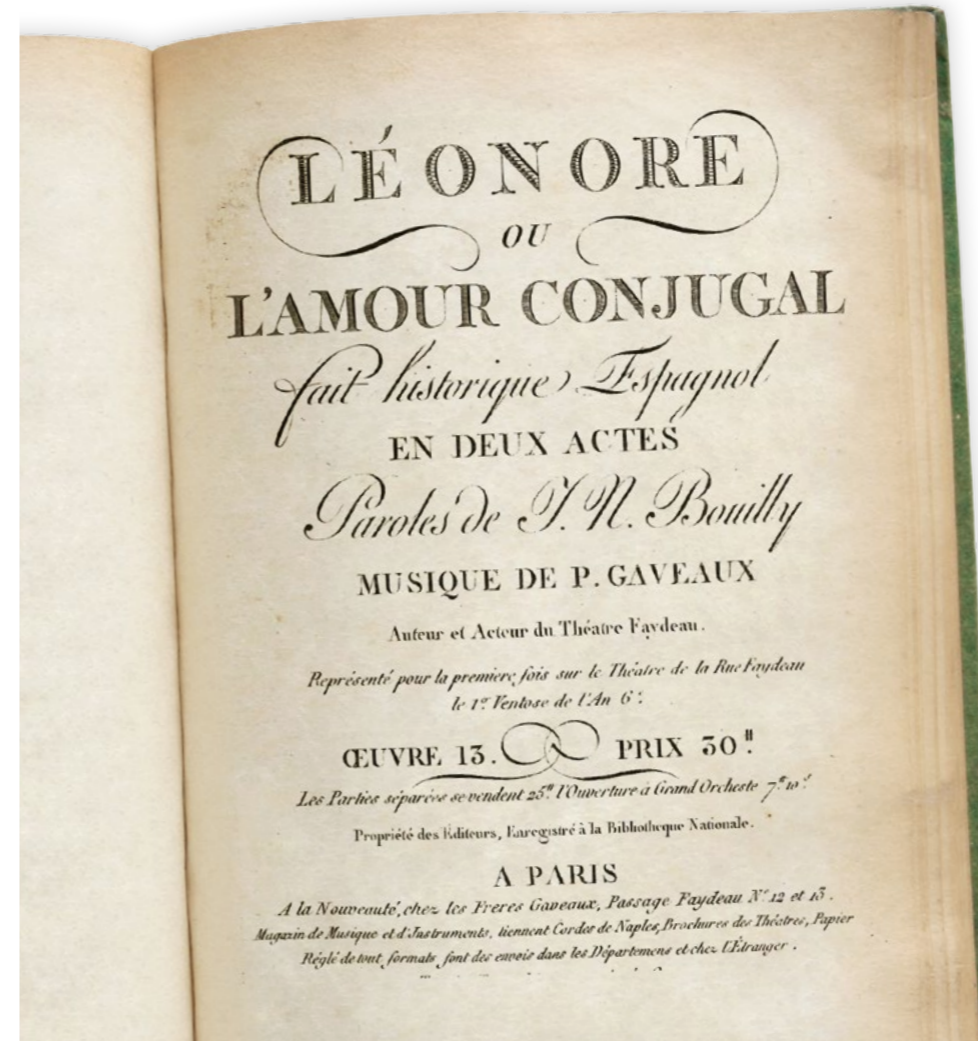 LÉONORE
OU
L'AMOUR CONJUGAL
fait historique Espagnol
EN DEUX ACTES
Paroles de J. N. Bouilly
MUSIQUE DE P. GAVEAUX
Auteur et Acteur du Théatre Faydeau.
Représenté pour la premiere fois sur le Théatre de la Rue Faydeau
le 1er Ventose de l'An 6e.
ŒUVRE 13. PRIX 30tt.
Les Parties séparées se vendent 25tt l'Ouverture à Grand Orcheste 7tt 10s
Propriété des Editeurs, Enregistré à la Bibliotheque Nationale.
A PARIS
A la Nouveauté, chez les Freres Gaveaux, Passage Faydeau No 12 et 13.
Magazin de Musique et d'Instruments, tiennent Cordes de Naples, Brochures des Théatres, Papier
Réglé de tout formats font des envois dans les Départemens et chez l'Étranger.